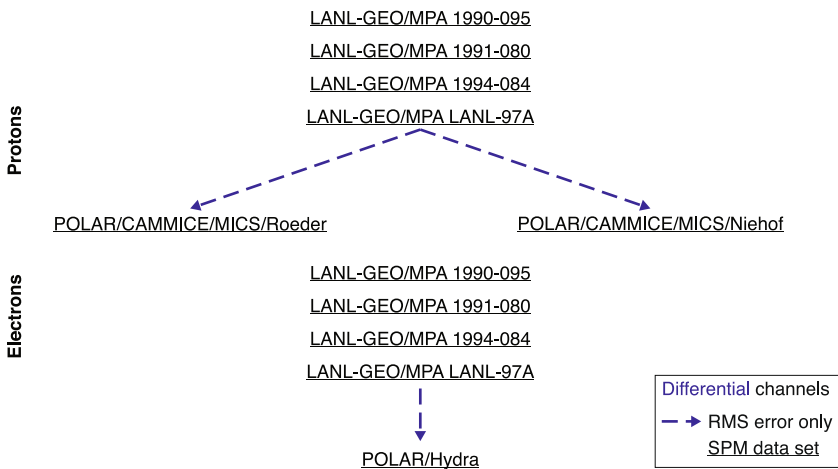 Protons
LANL-GEO/MPA 1990-095
LANL-GEO/MPA 1991-080
LANL-GEO/MPA 1994-084
LANL-GEO/MPA LANL-97A
POLAR/CAMMICE/MICS/Roeder
POLAR/CAMMICE/MICS/Niehof
Electrons
LANL-GEO/MPA 1990-095
LANL-GEO/MPA 1991-080
LANL-GEO/MPA 1994-084
LANL-GEO/MPA LANL-97A
POLAR/Hydra
Differential channels
RMS error only
SPM data set